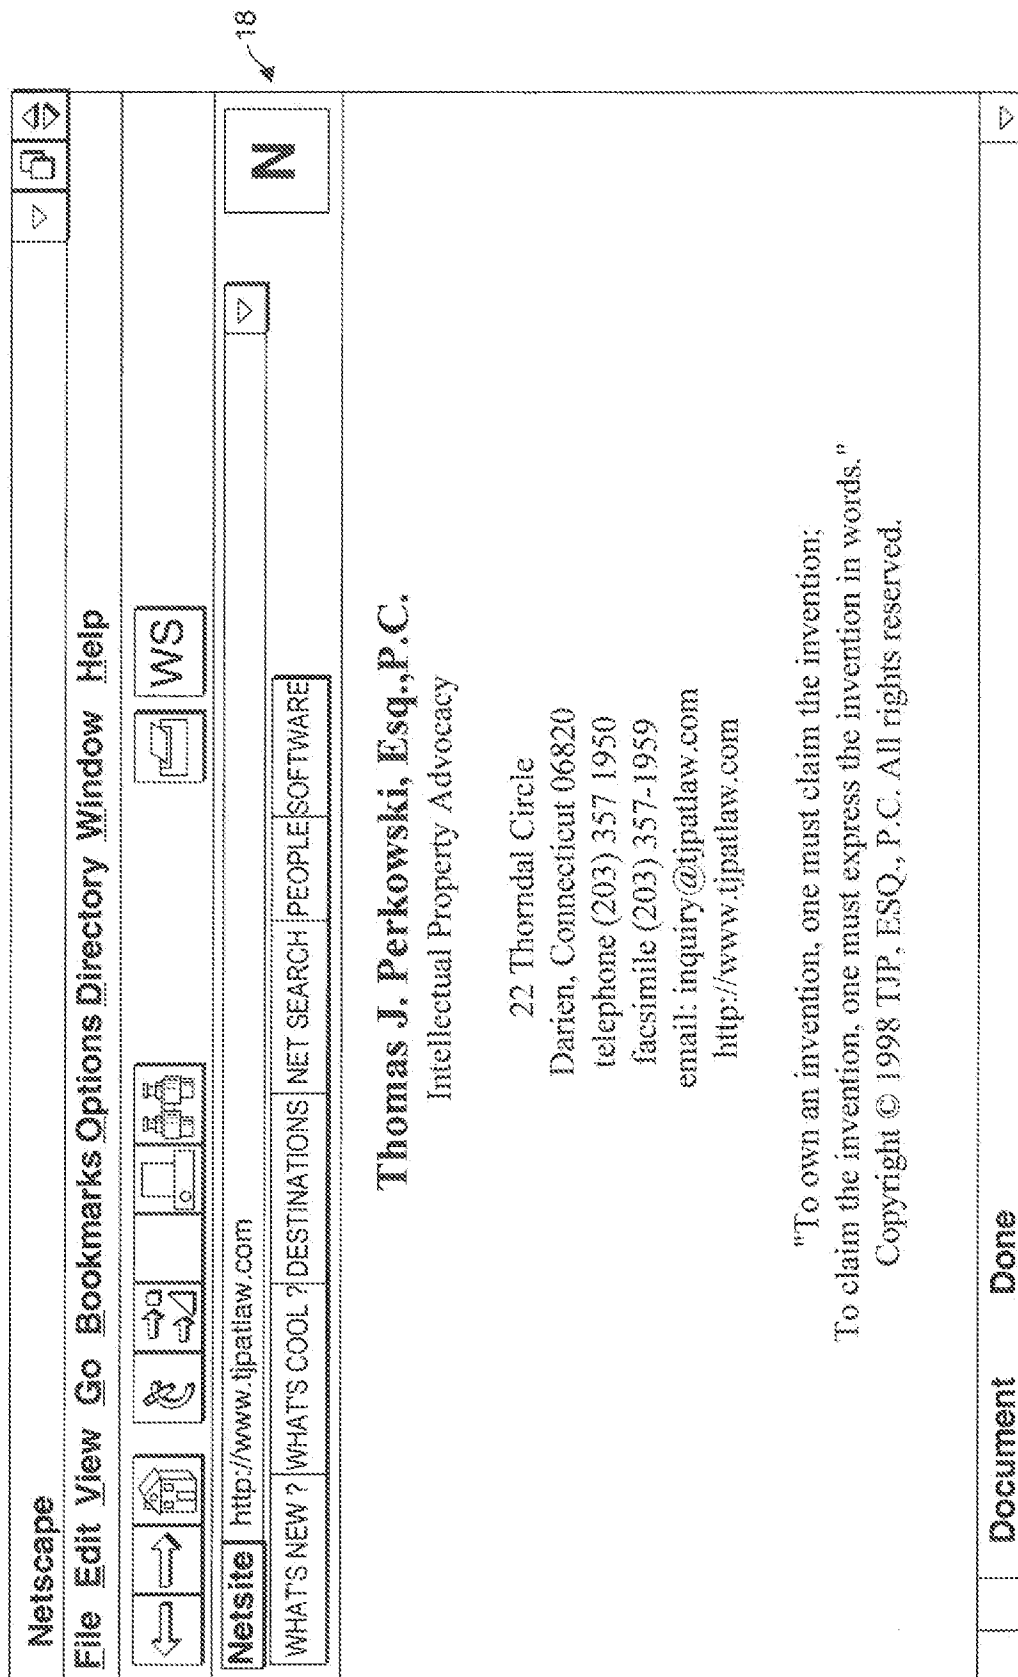 18
Netscape
File Edit View Go Bookmarks Options Directory Window Help
WS
Netsite http://www.tjpatlaw.com
N
WHAT'S NEW ? WHAT'S COOL ? DESTINATIONS NET SEARCH PEOPLE SOFTWARE
Thomas J. Perkowski, Esq.,P.C.
Intellectual Property Advocacy
22 Thorndal Circle
Darien, Connecticut 06820
telephone (203) 357 1950
facsimile (203) 357-1959
email: inquiry@tjpatlaw.com
http://www.tjpatlaw.com
"To own an invention, one must claim the invention;
To claim the invention, one must express the invention in words."
Copyright © 1998 TJP, ESQ., P.C. All rights reserved.
Document Done